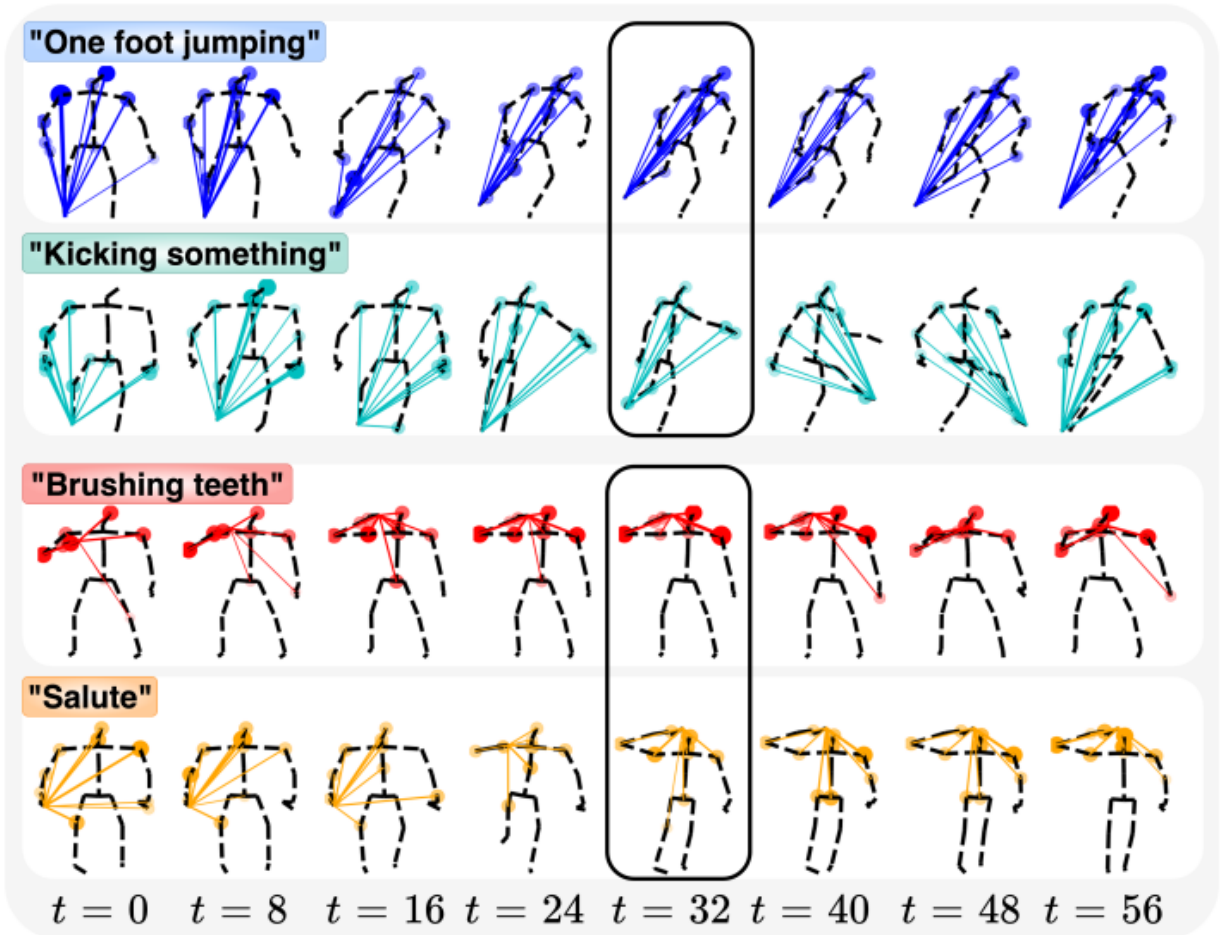 "One foot jumping"
"Kicking something"
"Brushing teeth"
"Salute"
t = 0 t = 8 t = 16 t = 24 t = 32 t = 40 t = 48 t = 56